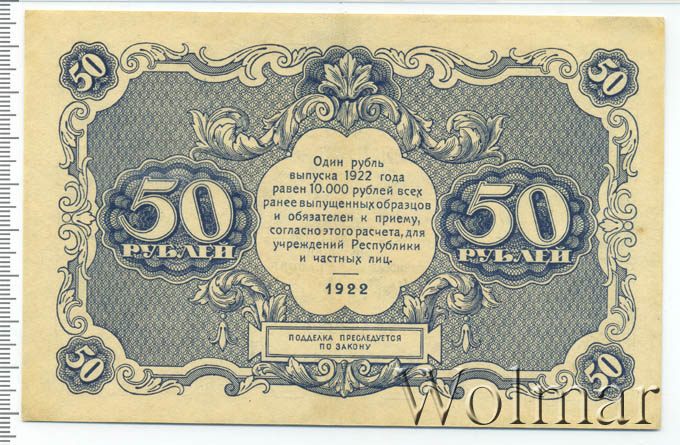 50
50
Один рубль
выпуска 1922 года
равен 10.000 рублей всех
ранее выпущенных образцов
и обязателен к приему,
согласно этого расчета, для
учреждений Республики
и частных лиц.
1922
50
РУБЛЕЙ
50
РУБЛЕЙ
ПОДДЕЛКА ПРЕСЛЕДУЕТСЯ
ПО ЗАКОНУ
50
50
Wolmar